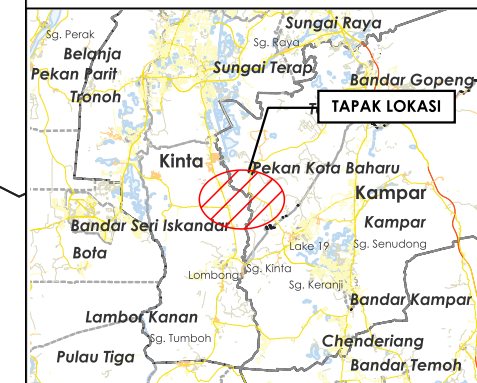 Sungai Raya
Sg. Perak
Sg. Raya
Belanja
Sungai Terap
Pekan Parit
Bandar Gopeng
Tronoh
TAPAK LOKASI
Kinta
Pekan Kota Baharu
Kampar
Bandar Seri Iskandar
Kampar
Bota
Lake 19
Sg. Senudong
Lombong
Sg. Kinta
Sg. Keranji
Bandar Kampar
Lambor Kanan
Sg. Tumboh
Chenderiang
Pulau Tiga
Bandar Temoh